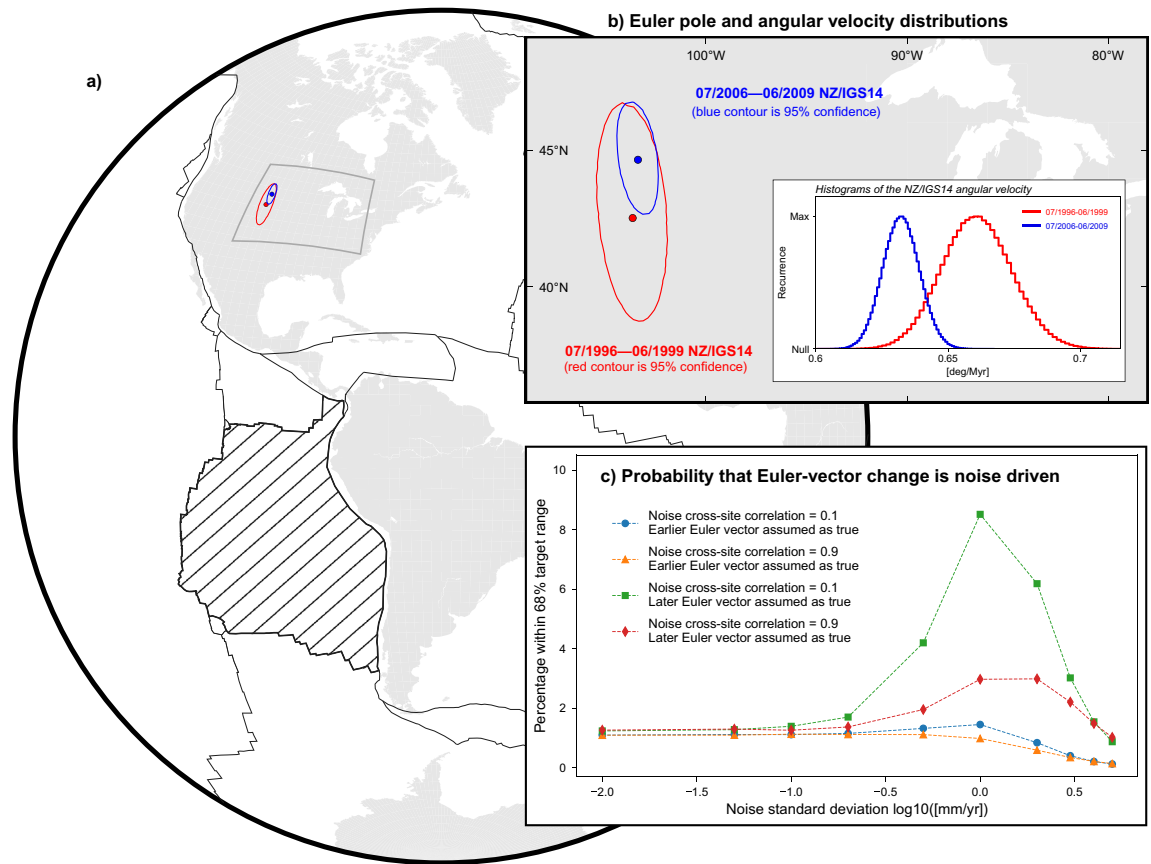 a)
b) Euler pole and angular velocity distributions
100°W
90°W
80°W
45°N
40°N
07/2006—06/2009 NZ/IGS14
(blue contour is 95% confidence)
07/1996—06/1999 NZ/IGS14
(red contour is 95% confidence)
Histograms of the NZ/IGS14 angular velocity
07/1996-06/1999
07/2006-06/2009
Max
Recurrence
Null
0.6
0.65
0.7
[deg/Myr]
c) Probability that Euler-vector change is noise driven
Noise cross-site correlation = 0.1
Earlier Euler vector assumed as true
Noise cross-site correlation = 0.9
Earlier Euler vector assumed as true
Noise cross-site correlation = 0.1
Later Euler vector assumed as true
Noise cross-site correlation = 0.9
Later Euler vector assumed as true
Percentage within 68% target range
10
8
6
4
2
0
−2.0
−1.5
−1.0
−0.5
0.0
0.5
Noise standard deviation log10([mm/yr])